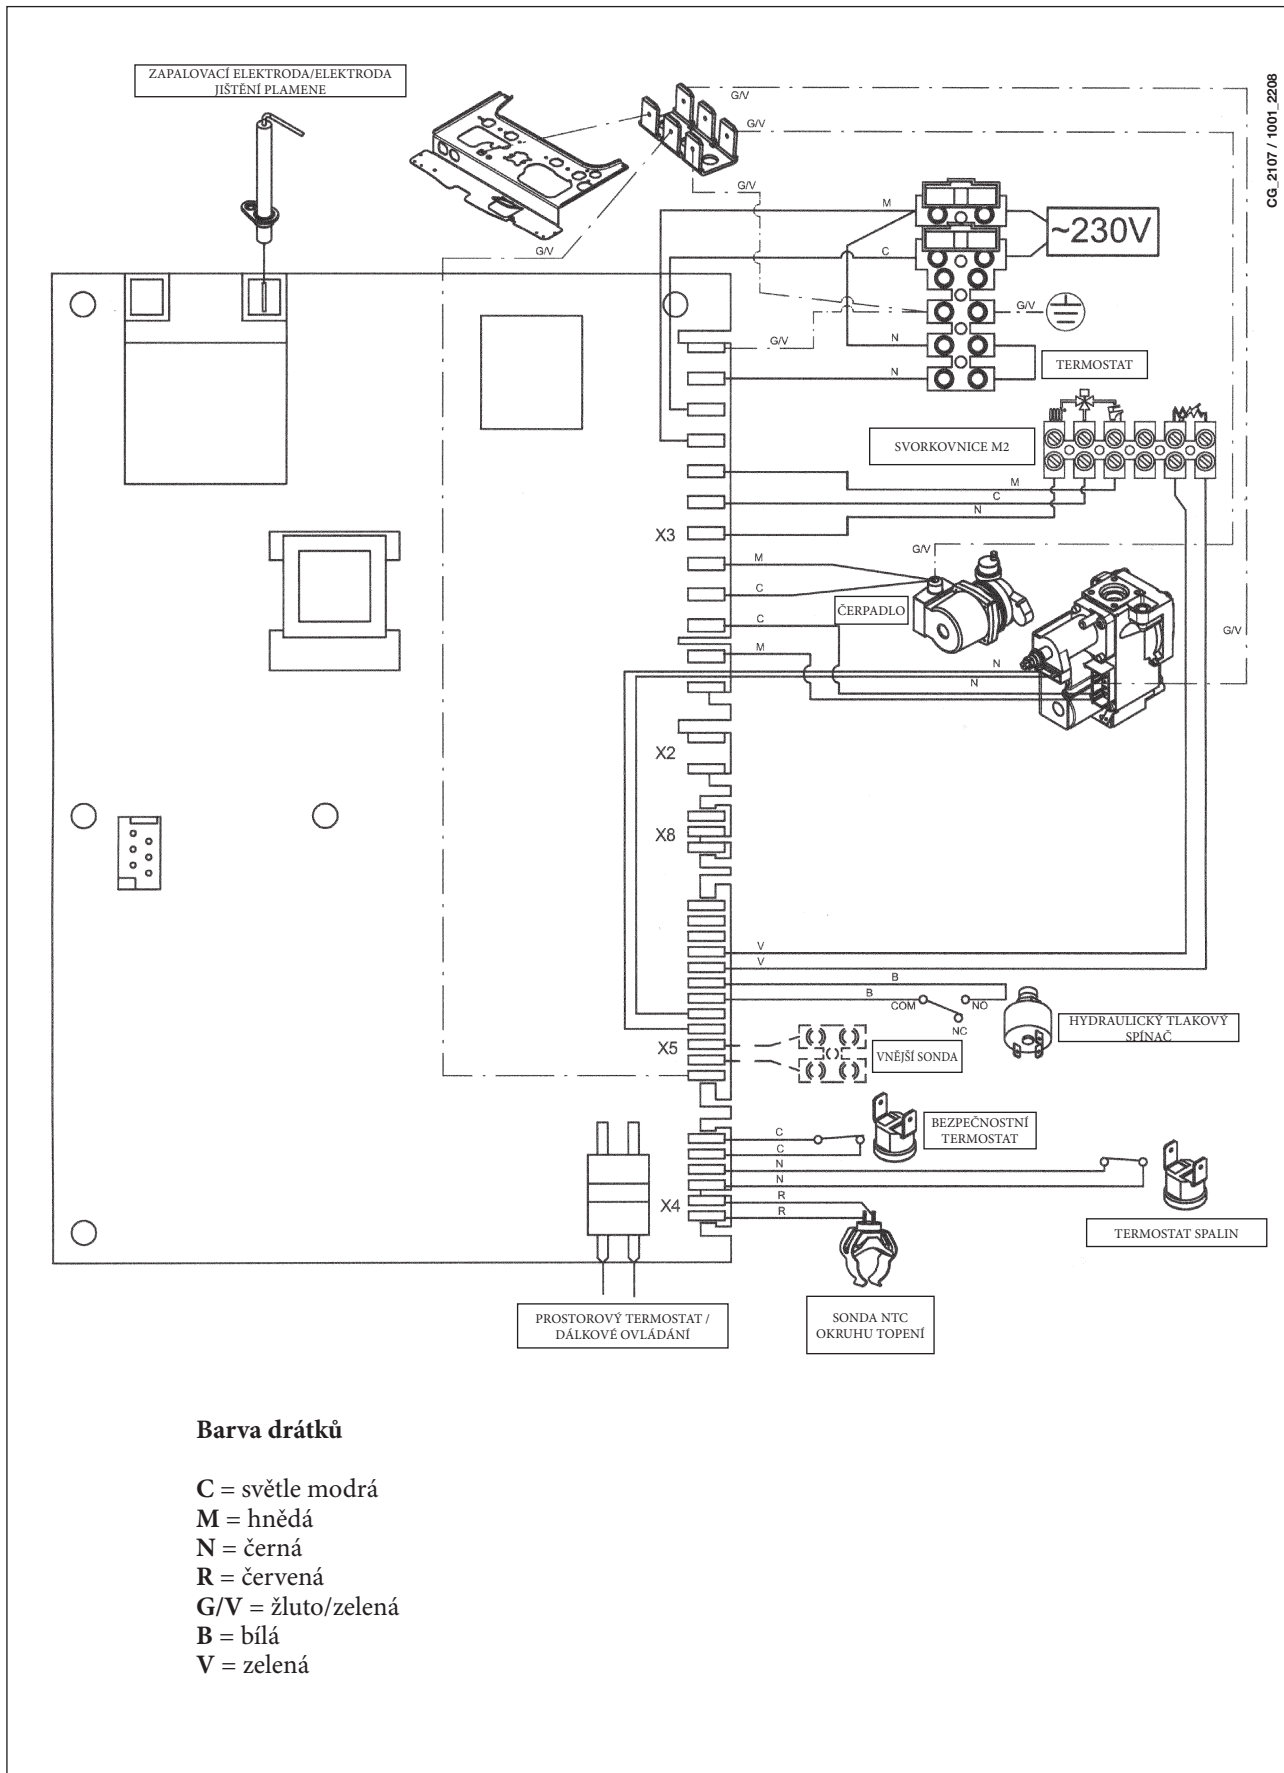 CG_2107 / 1001_2208
ZAPALOVACÍ ELEKTRODA/ELEKTRODA
JIŠTĚNÍ PLAMENE
G/V
G/V
G/V
G/V
M
~230V
C
G/V
G/V
N
N
TERMOSTAT
SVORKOVNICE M2
M
C
N
X3
M
G/V
C
ČERPADLO
C
G/V
M
N
N
X2
X8
V
V
B
B
COM
NO
NC
HYDRAULICKÝ TLAKOVÝ
SPÍNAČ
X5
VNĚJŠÍ SONDA
C
C
BEZPEČNOSTNÍ
TERMOSTAT
N
N
X4
R
R
TERMOSTAT SPALIN
PROSTOROVÝ TERMOSTAT /
DÁLKOVÉ OVLÁDÁNÍ
SONDA NTC
OKRUHU TOPENÍ
Barva drátků
C = světle modrá
M = hnědá
N = černá
R = červená
G/V = žluto/zelená
B = bílá
V = zelená